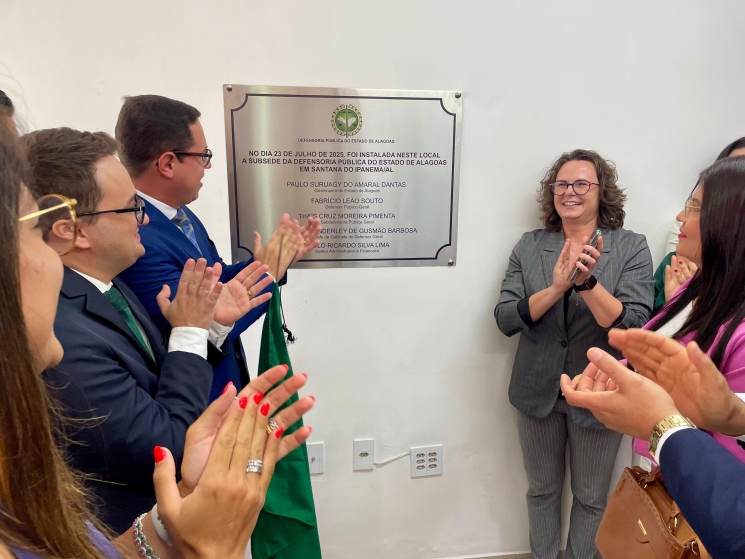 DEFENSORIA PÚBLICA DO ESTADO DE ALAGOAS
NO DIA 23 DE JULHO DE 2025, FOI INSTALADA NESTE LOCAL
A SUBSEDE DA DEFENSORIA PÚBLICA DO ESTADO DE ALAGOAS
EM SANTANA DO IPANEMA/AL
PAULO SURUAGY DO AMARAL DANTAS
Governador do Estado de Alagoas
FABRÍCIO LEÃO SOUTO
Defensor Público-Geral
THAÍS CRUZ MOREIRA PIMENTA
Subdefensora Pública-Geral
DE GUSMÃO BARBOSA
de Gabinete do Defensor-Geral
RICARDO SILVA LIMA
Administrativo e Financeiro